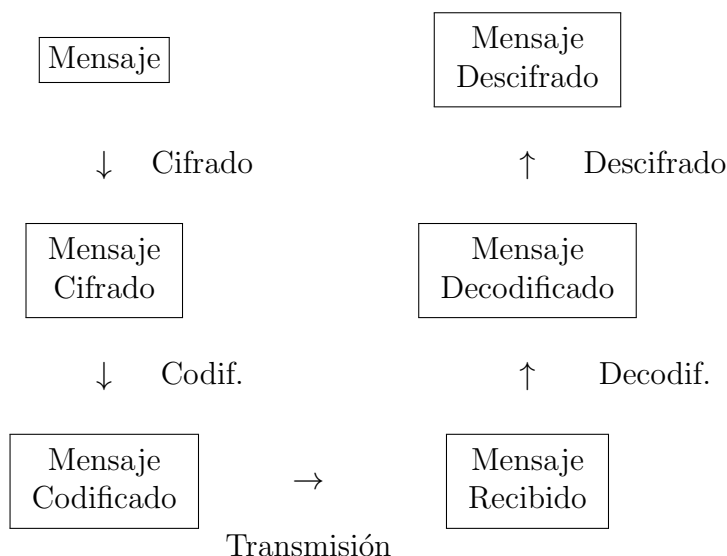 Mensaje
Mensaje
Descifrado
↓ Cifrado
↑ Descifrado
Mensaje
Cifrado
Mensaje
Decodificado
↓ Codif.
↑ Decodif.
Mensaje
Codificado
→
Mensaje
Recibido
Transmisión